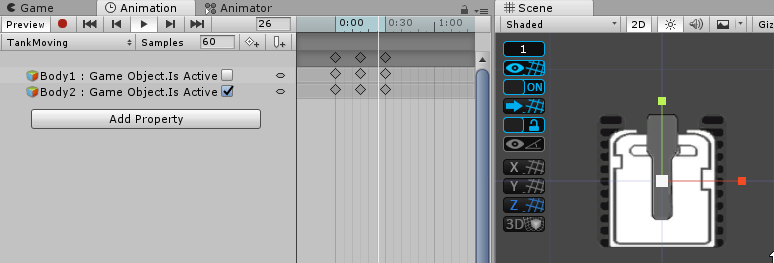 Game Animation Animator Scene
Preview 26 0:00 0:30 1:00 Shaded 2D
TankMoving Samples 60 1
ON
Body1 : Game Object.Is Active
Body2 : Game Object.Is Active
Add Property
X
Y
Z
3D